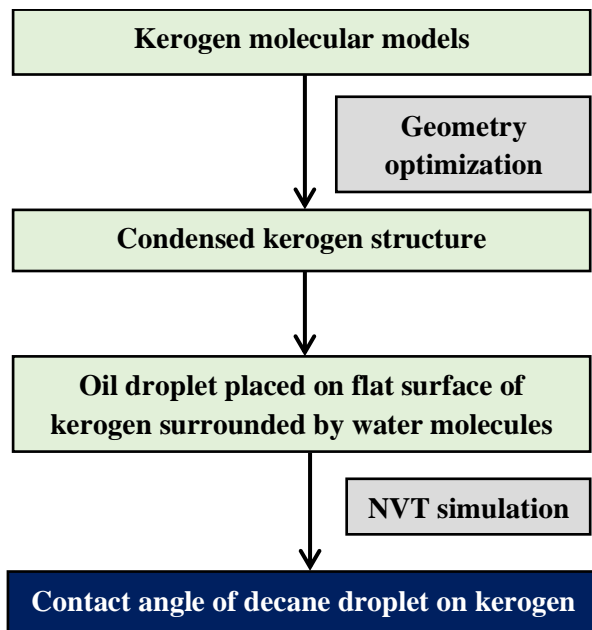 Kerogen molecular models
Geometry
optimization
Condensed kerogen structure
Oil droplet placed on flat surface of
kerogen surrounded by water molecules
NVT simulation
Contact angle of decane droplet on kerogen